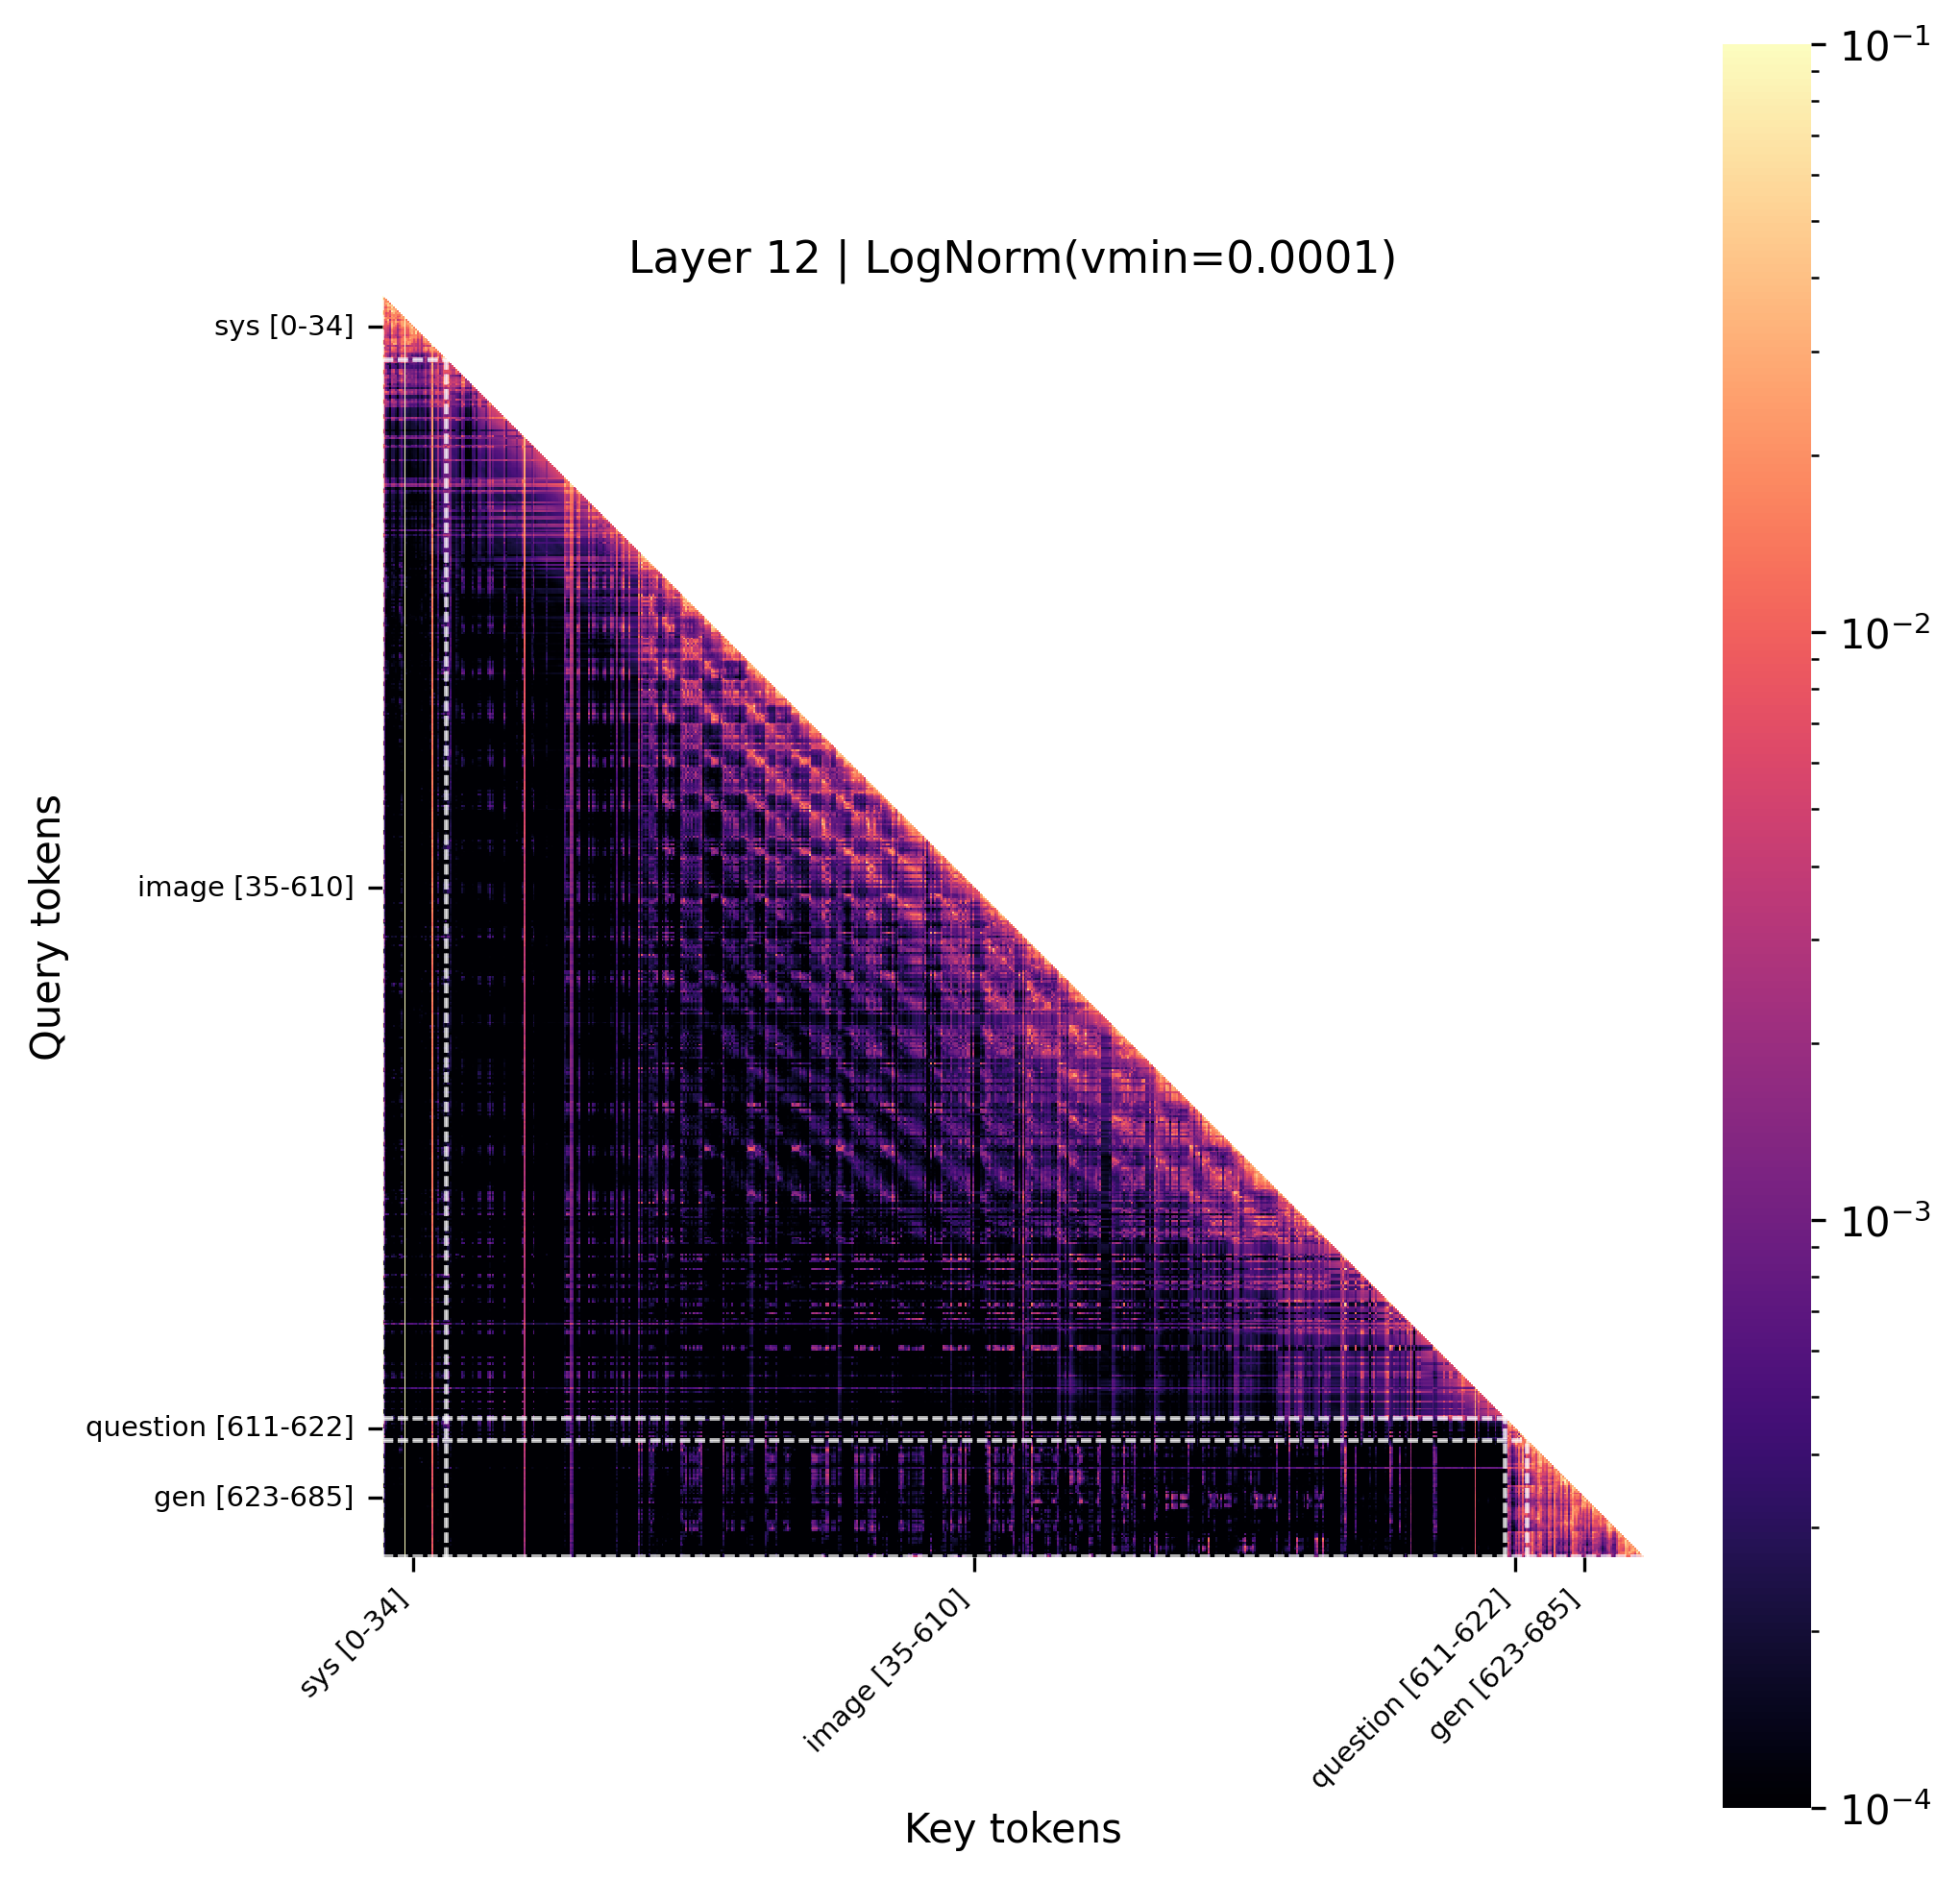 Layer 12 | LogNorm(vmin=0.0001)
Query tokens
sys [0-34]
image [35-610]
question [611-622]
gen [623-685]
sys [0-34]
image [35-610]
question [611-622]
gen [623-685]
Key tokens
10⁻¹
10⁻²
10⁻³
10⁻⁴